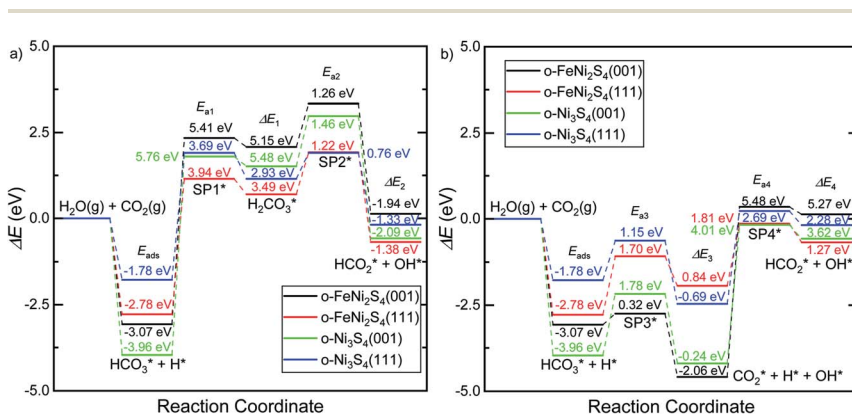 a)
5.0
2.5
0.0
-2.5
-5.0
ΔE (eV)
Reaction Coordinate
H₂O(g) + CO₂(g)
E_ads
-1.78 eV
-2.78 eV
-3.07 eV
-3.96 eV
HCO₃* + H*
E_a1
5.41 eV
3.69 eV
5.76 eV
3.94 eV
SP1*
ΔE₁
5.15 eV
5.48 eV
2.93 eV
3.49 eV
H₂CO₃*
E_a2
1.26 eV
1.46 eV
1.22 eV
0.76 eV
SP2*
ΔE₂
-1.94 eV
-1.33 eV
-2.09 eV
-1.38 eV
HCO₂* + OH*
o-FeNi₂S₄(001)
o-FeNi₂S₄(111)
o-Ni₃S₄(001)
o-Ni₃S₄(111)
b)
5.0
2.5
0.0
-2.5
-5.0
ΔE (eV)
Reaction Coordinate
o-FeNi₂S₄(001)
o-FeNi₂S₄(111)
o-Ni₃S₄(001)
o-Ni₃S₄(111)
H₂O(g) + CO₂(g)
E_ads
-1.78 eV
-2.78 eV
-3.07 eV
-3.96 eV
HCO₃* + H*
E_a3
1.15 eV
1.70 eV
1.78 eV
0.32 eV
SP3*
ΔE₃
0.84 eV
-0.69 eV
-0.24 eV
-2.06 eV
CO₂* + H* + OH*
E_a4
5.48 eV
2.69 eV
1.81 eV
4.01 eV
SP4*
ΔE₄
5.27 eV
2.28 eV
3.62 eV
1.27 eV
HCO₂* + OH*